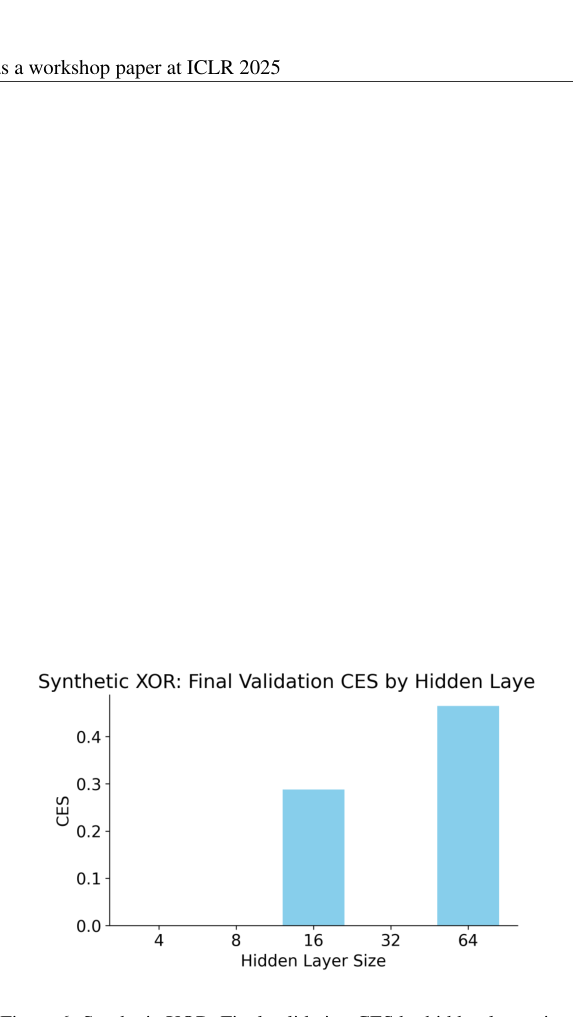 s a workshop paper at ICLR 2025
Synthetic XOR: Final Validation CES by Hidden Laye
0.4
0.3
0.2
0.1
0.0
CES
4 8 16 32 64
Hidden Layer Size